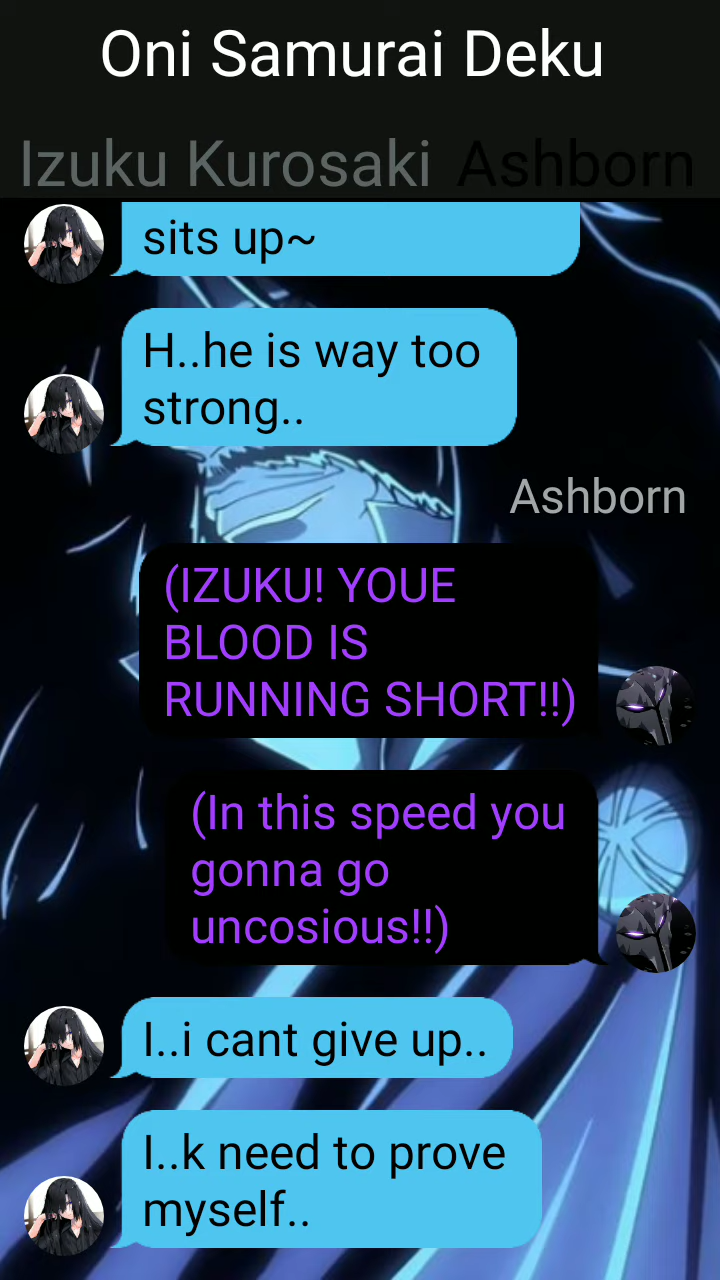 Oni Samurai Deku
Izuku Kurosaki Ashborn
sits up~
H..he is way too
strong..
Ashborn
(IZUKU! YOUE
BLOOD IS
RUNNING SHORT!!)
(In this speed you
gonna go
uncosious!!)
I..i cant give up..
I..k need to prove
myself..